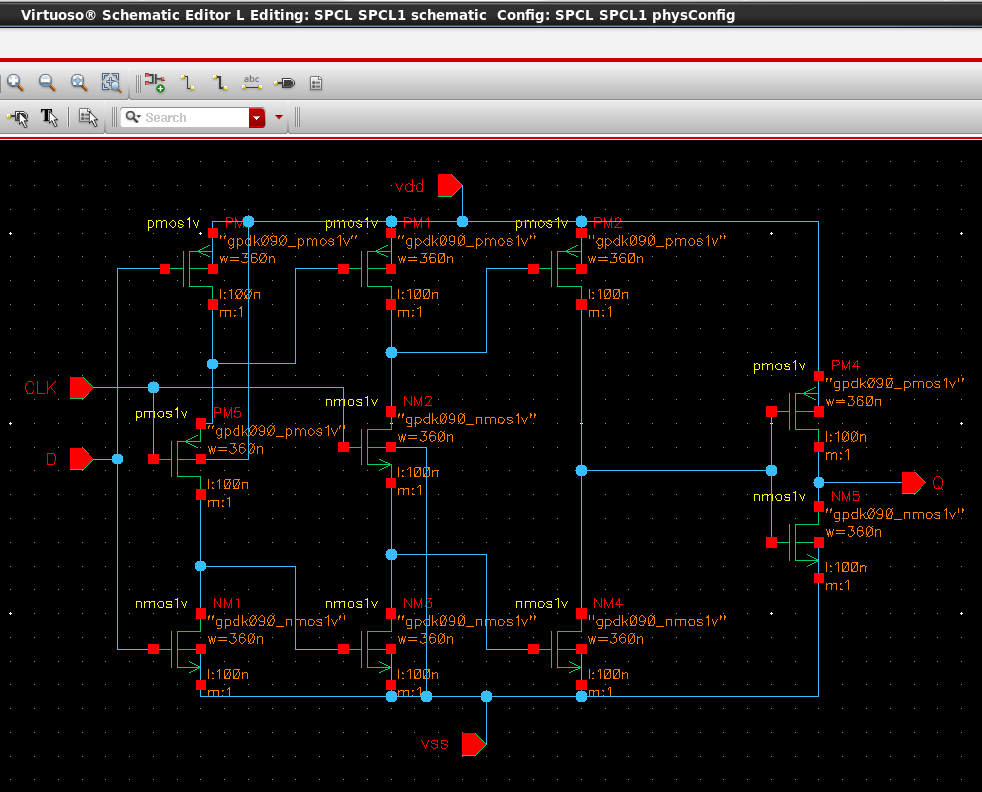 Virtuoso® Schematic Editor L Editing: SPCL SPCL1 schematic Config: SPCL SPCL1 physConfig
abc
T
Search
vdd
pmos1v PM
"gpdk090_pmos1v"
w=360n
l:100n
m:1
pmos1v PM1
"gpdk090_pmos1v"
w=360n
l:100n
m:1
pmos1v PM2
"gpdk090_pmos1v"
w=360n
l:100n
m:1
CLK
D
pmos1v PM5
"gpdk090_pmos1v"
w=360n
l:100n
m:1
nmos1v NM2
"gpdk090_nmos1v"
w=360n
l:100n
m:1
pmos1v PM4
"gpdk090_pmos1v"
w=360n
l:100n
m:1
Q
nmos1v NM5
"gpdk090_nmos1v"
w=360n
l:100n
m:1
nmos1v NM1
"gpdk090_nmos1v"
w=360n
l:100n
m:1
nmos1v NM3
"gpdk090_nmos1v"
w=360n
l:100n
m:1
nmos1v NM4
"gpdk090_nmos1v"
w=360n
l:100n
m:1
vss